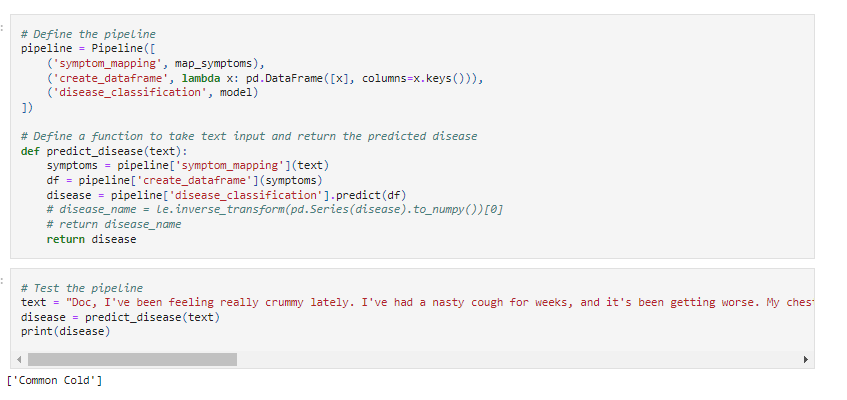 # Define the pipeline
pipeline = Pipeline([
    ('symptom_mapping', map_symptoms),
    ('create_dataframe', lambda x: pd.DataFrame([x], columns=x.keys())),
    ('disease_classification', model)
])
# Define a function to take text input and return the predicted disease
def predict_disease(text):
    symptoms = pipeline['symptom_mapping'](text)
    df = pipeline['create_dataframe'](symptoms)
    disease = pipeline['disease_classification'].predict(df)
    # disease_name = le.inverse_transform(pd.Series(disease).to_numpy())[0]
    # return disease_name
    return disease
# Test the pipeline
text = "Doc, I've been feeling really crummy lately. I've had a nasty cough for weeks, and it's been getting worse. My ches
disease = predict_disease(text)
print(disease)
['Common Cold']